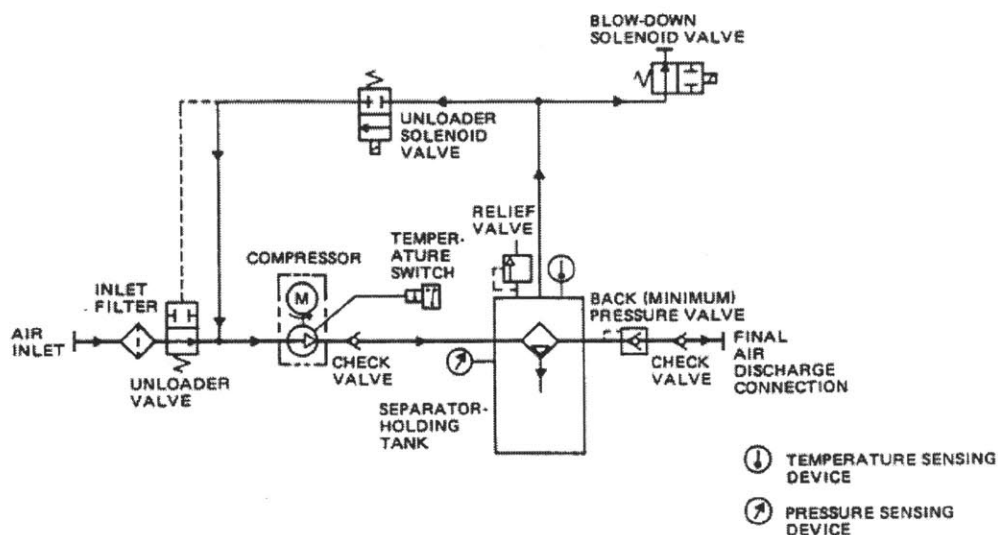 BLOW-DOWN
SOLENOID VALVE
UNLOADER
SOLENOID
VALVE
RELIEF
VALVE
TEMPER-
ATURE
SWITCH
COMPRESSOR
M
INLET
FILTER
BACK (MINIMUM)
PRESSURE VALVE
AIR
INLET
UNLOADER
VALVE
CHECK
VALVE
CHECK
VALVE
FINAL
AIR
DISCHARGE
CONNECTION
SEPARATOR-
HOLDING
TANK
TEMPERATURE SENSING
DEVICE
PRESSURE SENSING
DEVICE